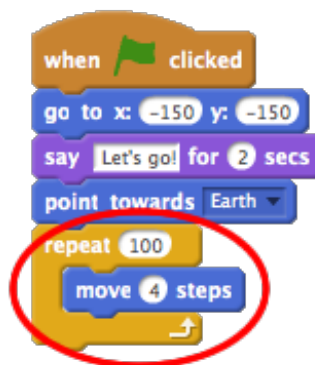 when clicked
go to x: -150 y: -150
say Let's go! for 2 secs
point towards Earth
repeat 100
move 4 steps